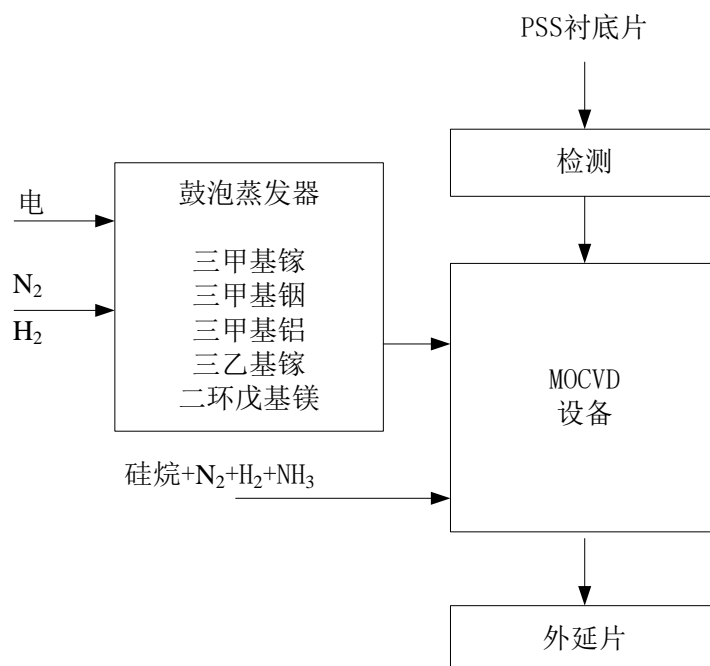 PSS衬底片
检测
鼓泡蒸发器
电
三甲基镓
N₂
三甲基铟
H₂
三甲基铝
三乙基镓
二环戊基镁
MOCVD
设备
硅烷+N₂+H₂+NH₃
外延片